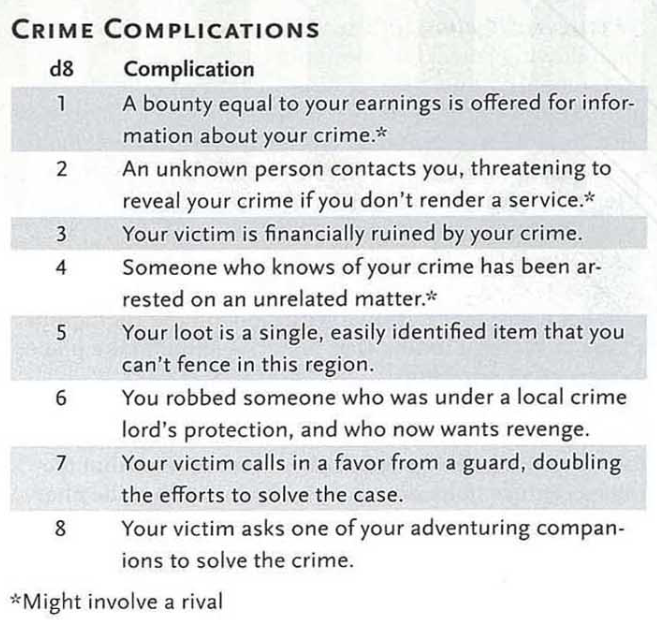 CRIME COMPLICATIONS
d8 Complication
1 A bounty equal to your earnings is offered for infor-
mation about your crime.*
2 An unknown person contacts you, threatening to
reveal your crime if you don't render a service.*
3 Your victim is financially ruined by your crime.
4 Someone who knows of your crime has been ar-
rested on an unrelated matter.*
5 Your loot is a single, easily identified item that you
can't fence in this region.
6 You robbed someone who was under a local crime
lord's protection, and who now wants revenge.
7 Your victim calls in a favor from a guard, doubling
the efforts to solve the case.
8 Your victim asks one of your adventuring compan-
ions to solve the crime.
*Might involve a rival